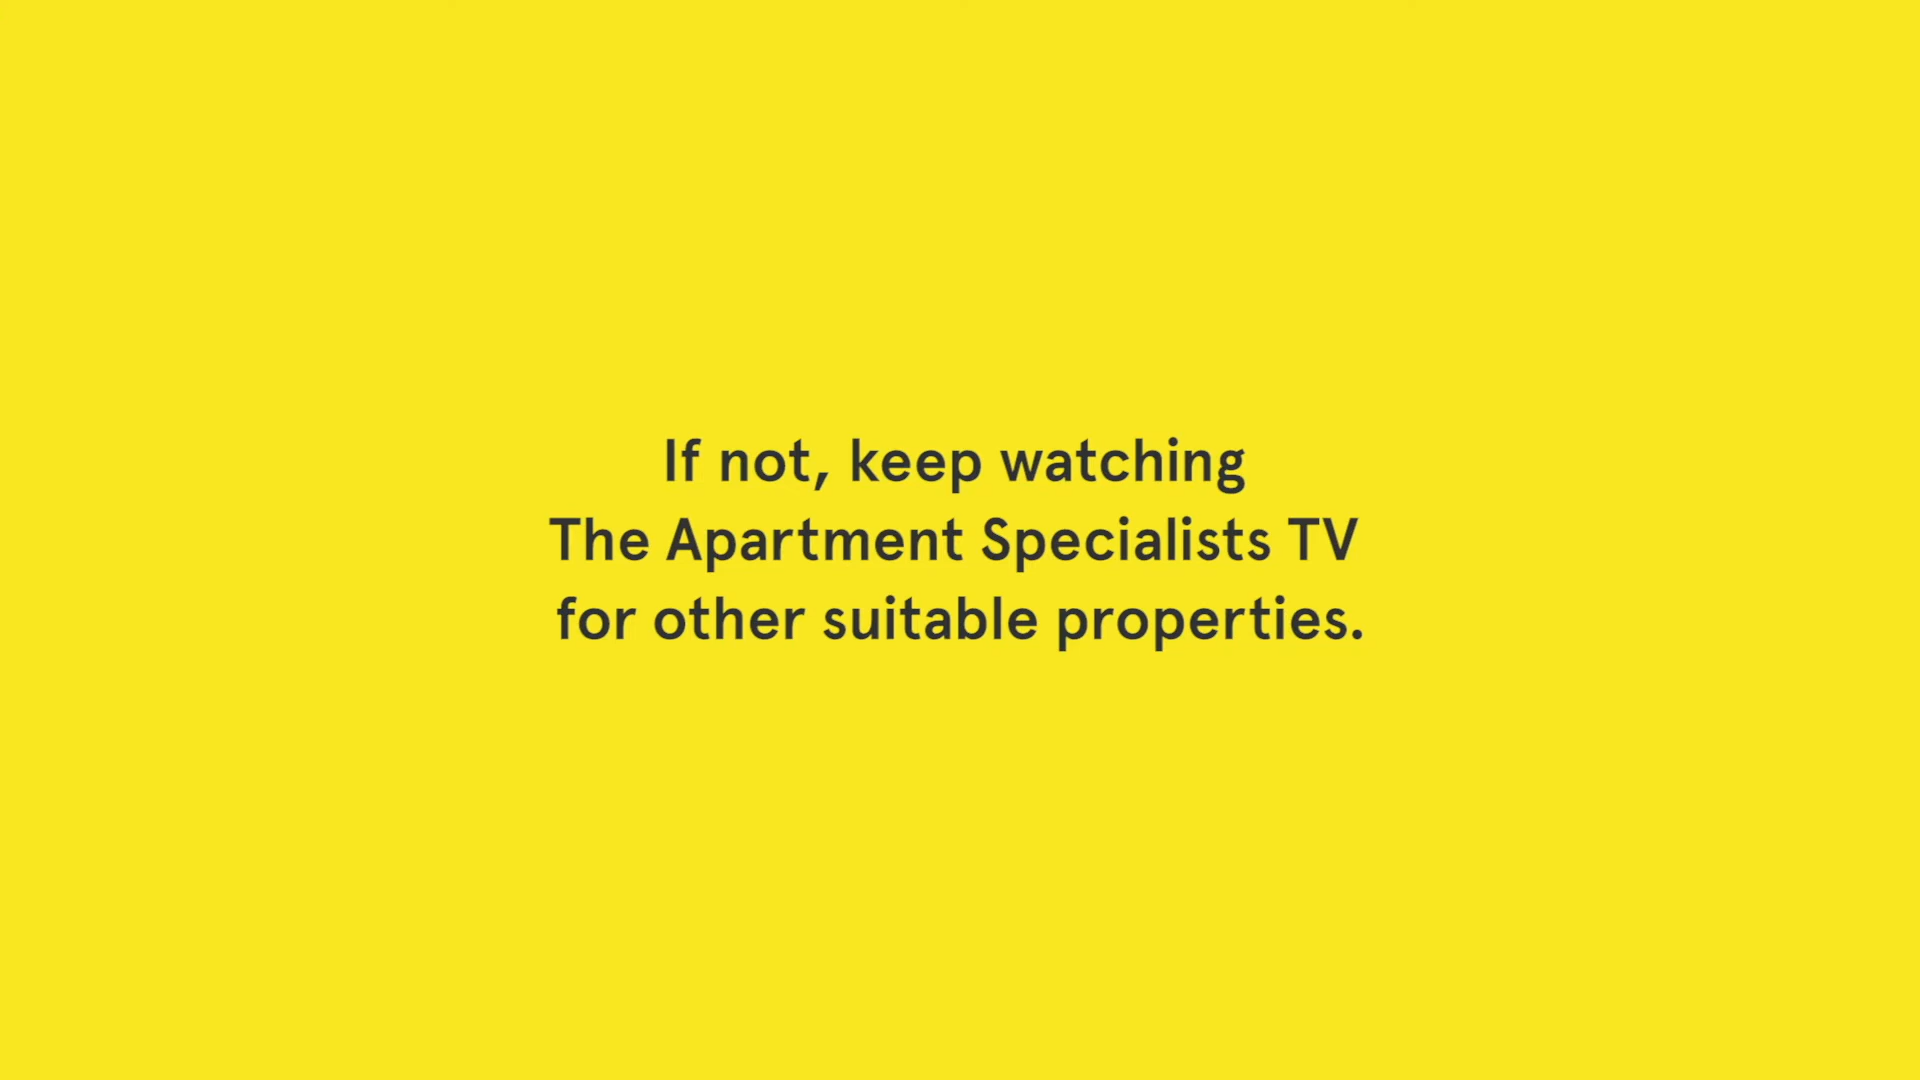 If not, keep watching
The Apartment Specialists TV
for other suitable properties.